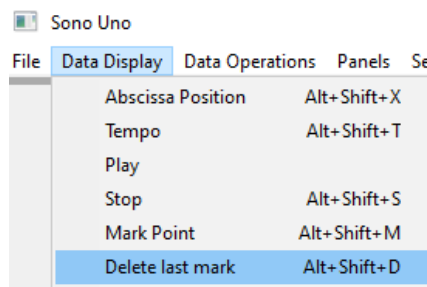 Sono Uno
File Data Display Data Operations Panels
Abscissa Position Alt+Shift+X
Tempo Alt+Shift+T
Play
Stop Alt+Shift+S
Mark Point Alt+Shift+M
Delete last mark Alt+Shift+D